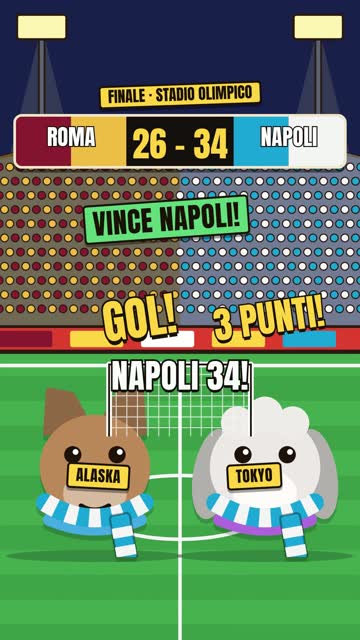 FINALE · STADIO OLIMPICO
ROMA
26 - 34
NAPOLI
VINCE NAPOLI!
GOL!
3 PUNTI!
NAPOLI 34!
ALASKA
TOKYO